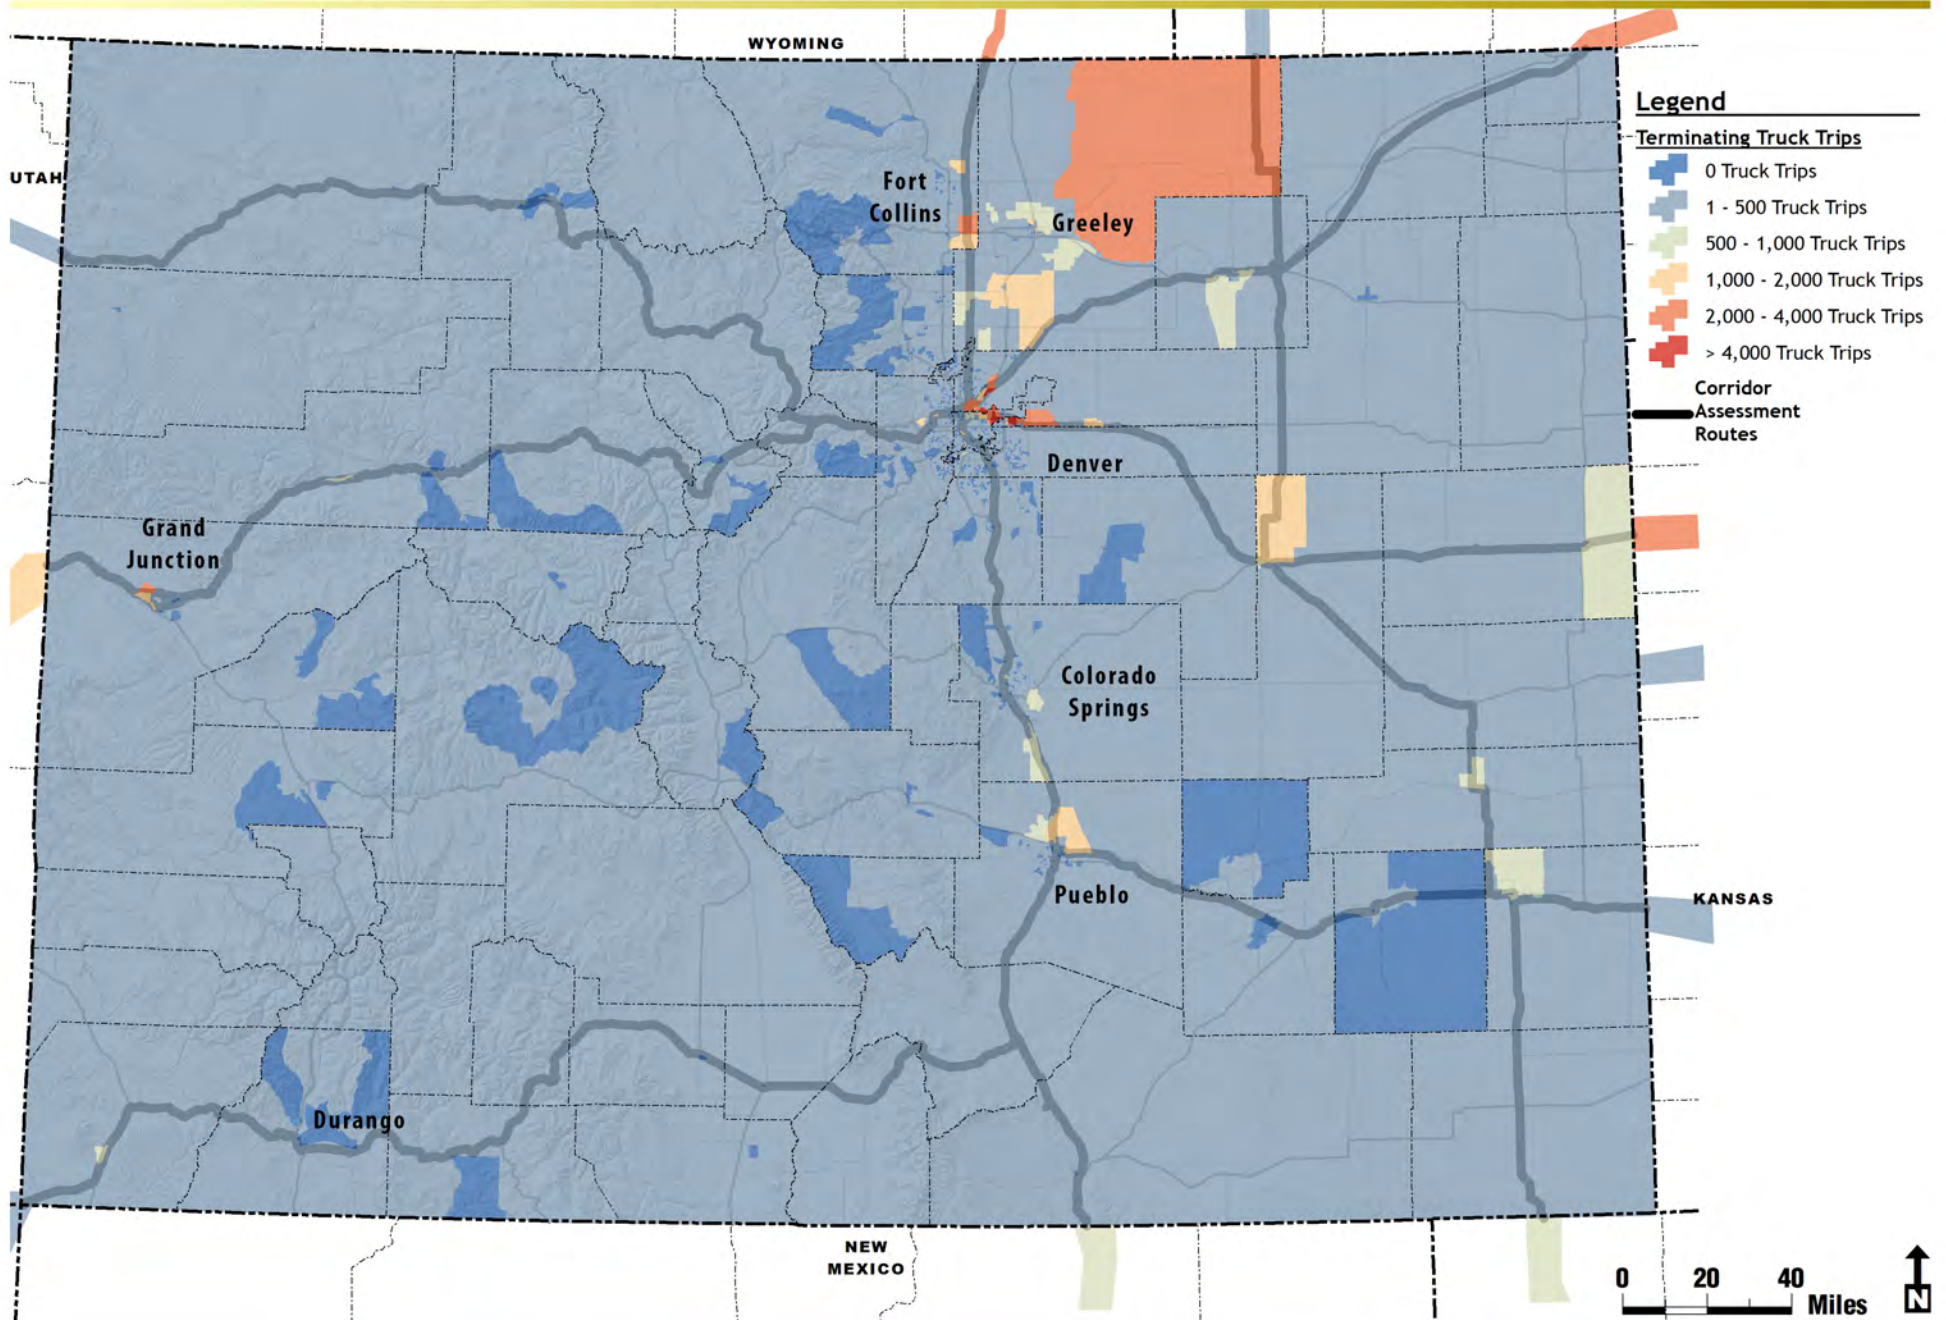 WYOMING
UTAH
Fort
Collins
Greeley
Denver
Grand
Junction
Colorado
Springs
Pueblo
KANSAS
Durango
NEW
MEXICO
Legend
Terminating Truck Trips
0 Truck Trips
1 - 500 Truck Trips
500 - 1,000 Truck Trips
1,000 - 2,000 Truck Trips
2,000 - 4,000 Truck Trips
> 4,000 Truck Trips
Corridor
Assessment
Routes
0 20 40
Miles
N